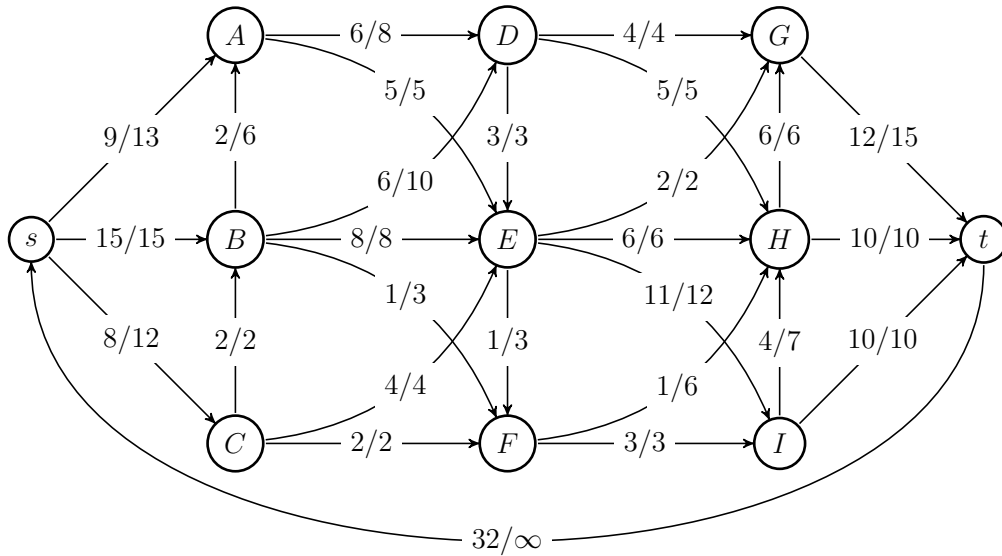 A 6/8 D 4/4 G
5/5 5/5
9/13 2/6 3/3 6/6 12/15
6/10 2/2
s 15/15 B 8/8 E 6/6 H 10/10 t
1/3 11/12
8/12 2/2 1/3 4/7 10/10
4/4 1/6
C 2/2 F 3/3 I
32/∞